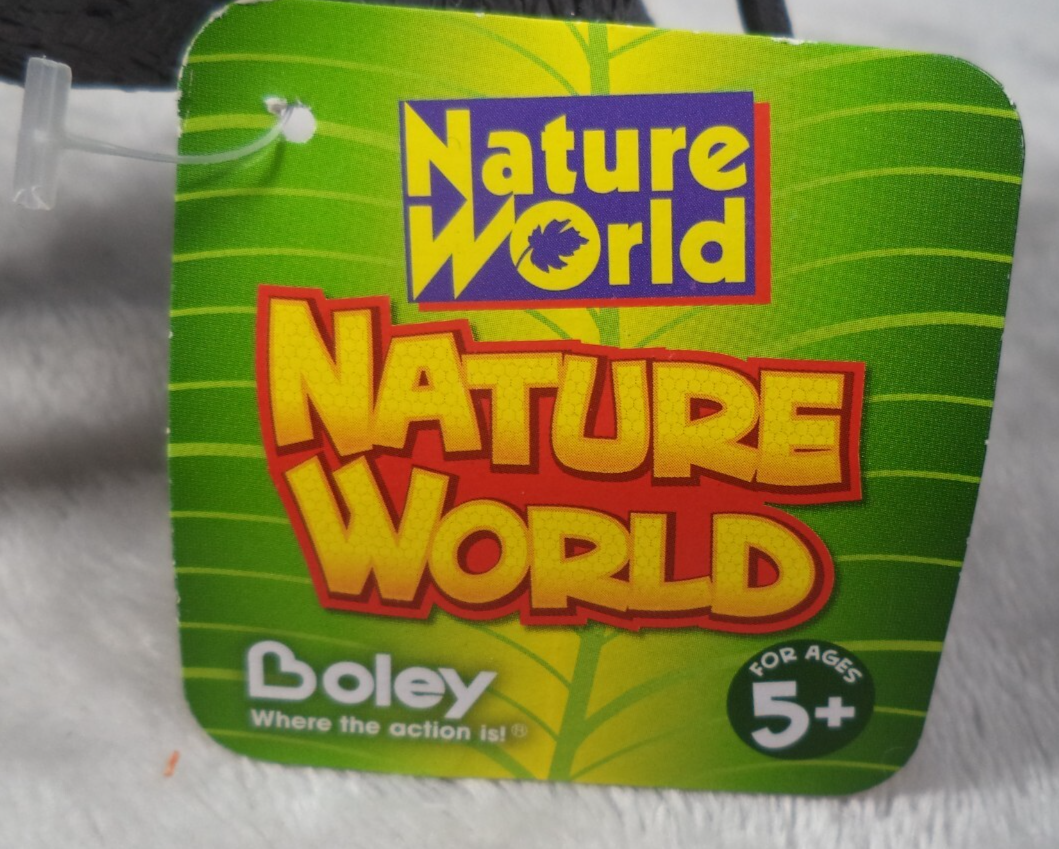 Nature
World
NATURE
WORLD
Boley
Where the action is!®
FOR AGES
5+